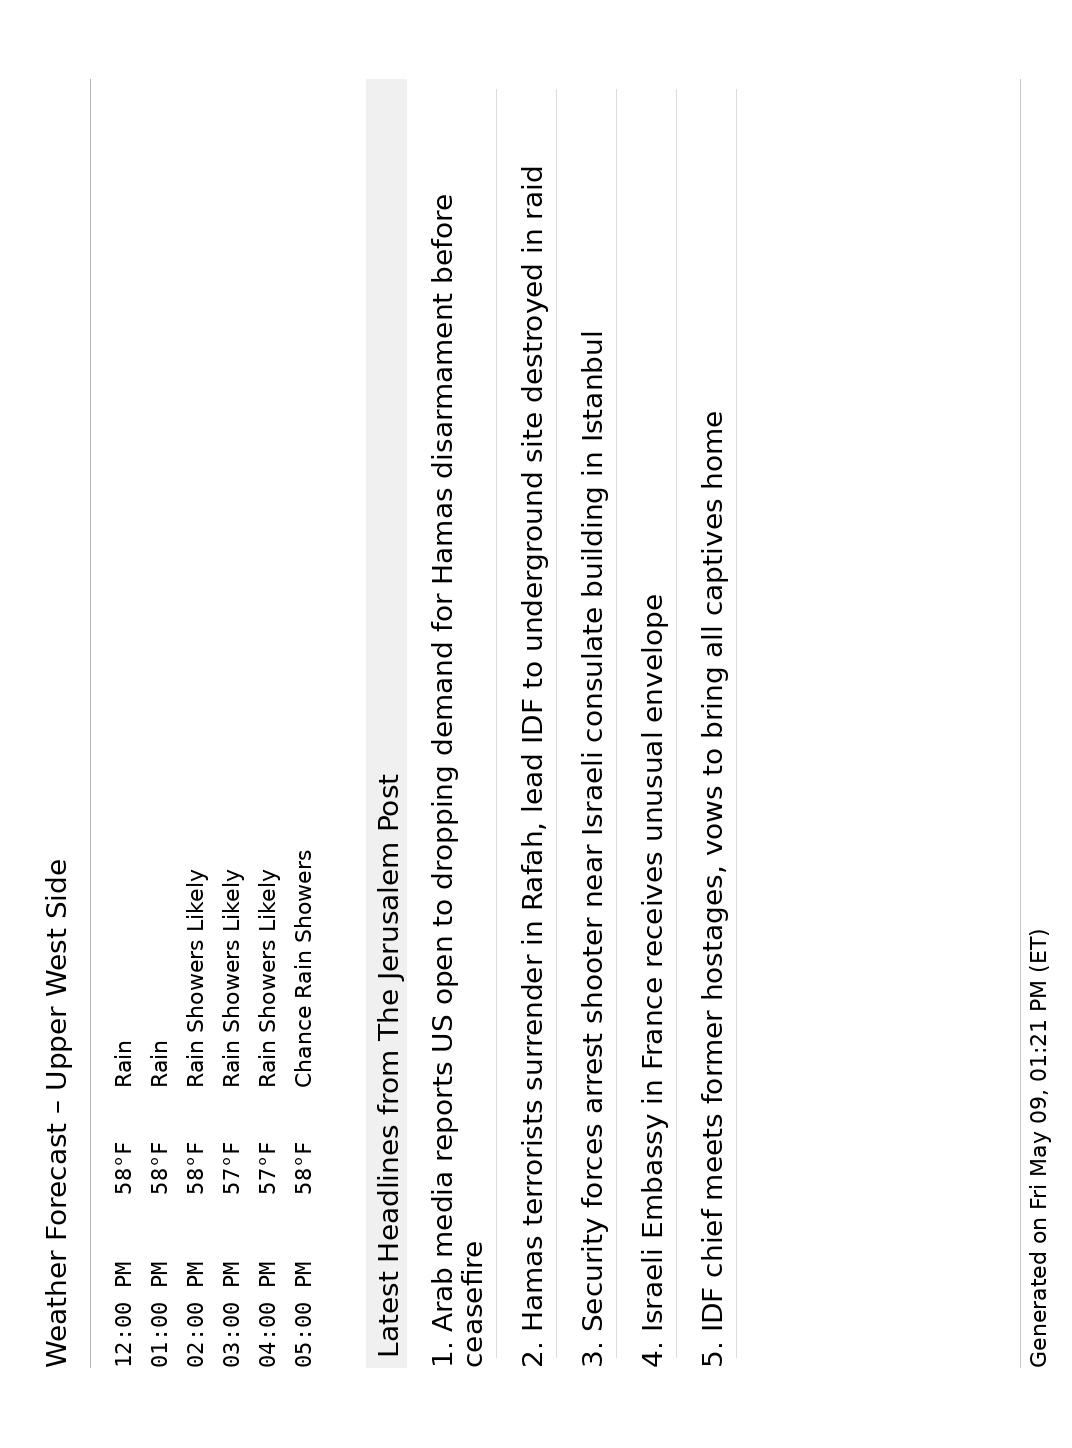 Weather Forecast – Upper West Side
12:00 PM 58°F Rain
01:00 PM 58°F Rain
02:00 PM 58°F Rain Showers Likely
03:00 PM 57°F Rain Showers Likely
04:00 PM 57°F Rain Showers Likely
05:00 PM 58°F Chance Rain Showers
Latest Headlines from The Jerusalem Post
1. Arab media reports US open to dropping demand for Hamas disarmament before
ceasefire
2. Hamas terrorists surrender in Rafah, lead IDF to underground site destroyed in raid
3. Security forces arrest shooter near Israeli consulate building in Istanbul
4. Israeli Embassy in France receives unusual envelope
5. IDF chief meets former hostages, vows to bring all captives home
Generated on Fri May 09, 01:21 PM (ET)